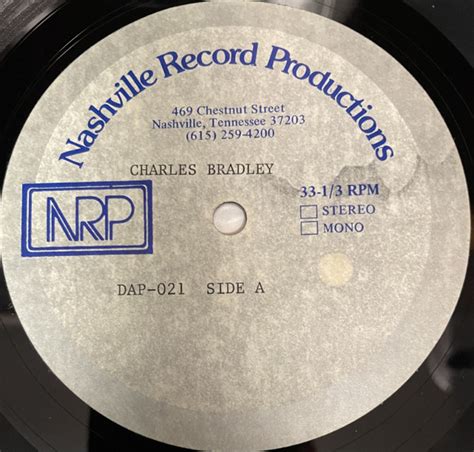 Nashville Record Productions
469 Chestnut Street
Nashville, Tennessee 37203
(615) 259-4200
CHARLES BRADLEY
NRP
33-1/3 RPM
STEREO
MONO
DAP-021 SIDE A